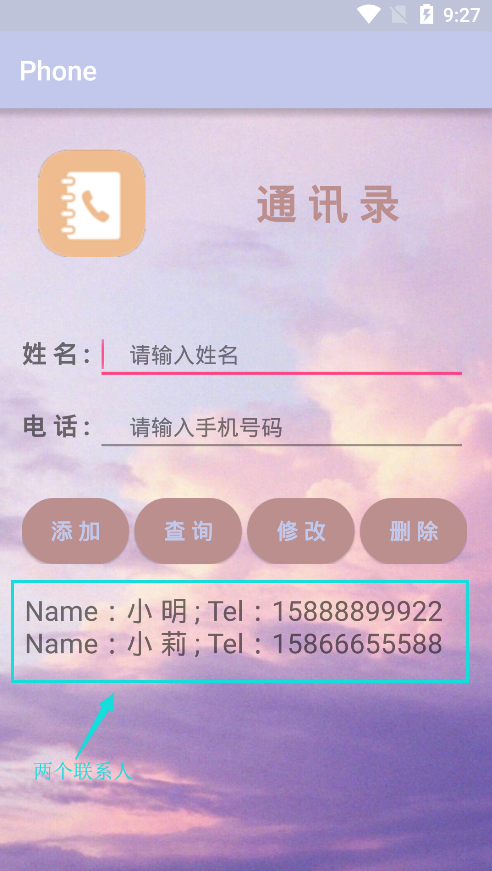 9:27
Phone
通讯录
姓名: 请输入姓名
电话: 请输入手机号码
添加 查询 修改 删除
Name：小明; Tel：15888899922
Name：小莉; Tel：15866655588
两个联系人